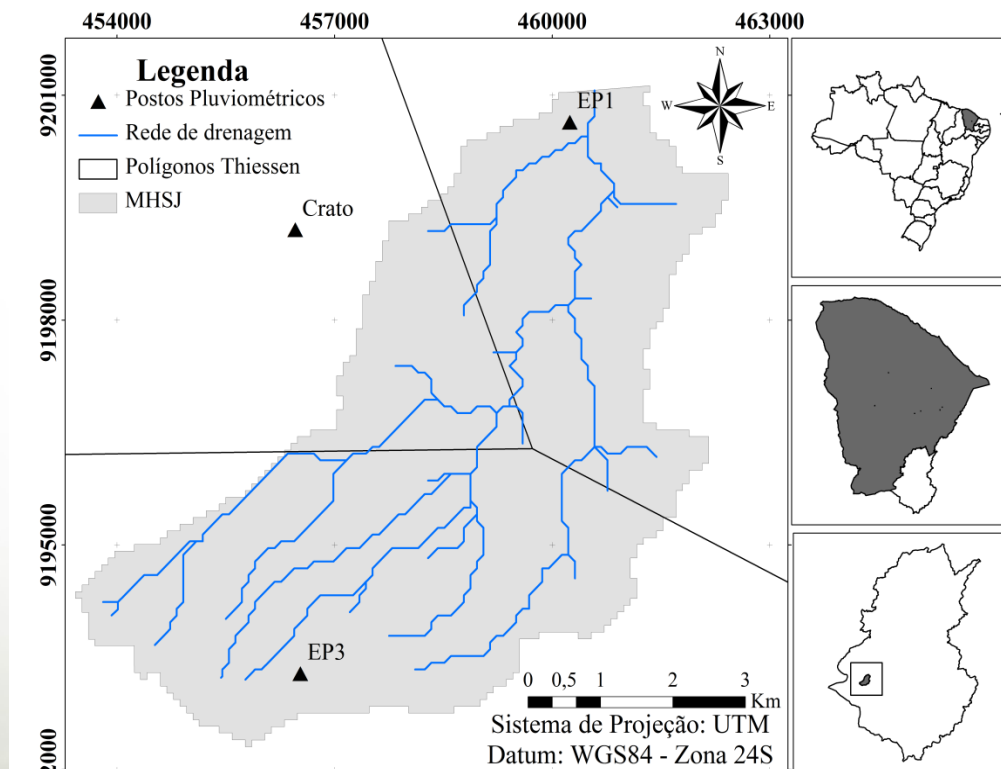 454000 457000 460000 463000
Legenda
Postos Pluviométricos
Rede de drenagem
Polígonos Thiessen
MHSJ
EP1
N
W E
S
Crato
9201000
9198000
9195000
2000
EP3
0 0,5 1 2 3
Km
Sistema de Projeção: UTM
Datum: WGS84 - Zona 24S